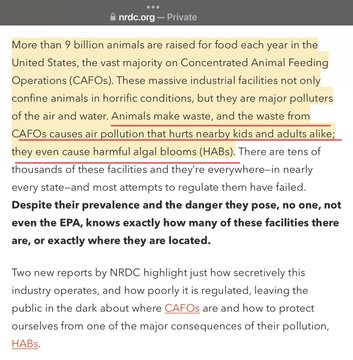 nrdc.org — Private
More than 9 billion animals are raised for food each year in the
United States, the vast majority on Concentrated Animal Feeding
Operations (CAFOs). These massive industrial facilities not only
confine animals in horrific conditions, but they are major polluters
of the air and water. Animals make waste, and the waste from
CAFOs causes air pollution that hurts nearby kids and adults alike;
they even cause harmful algal blooms (HABs). There are tens of
thousands of these facilities and they're everywhere—in nearly
every state—and most attempts to regulate them have failed.
Despite their prevalence and the danger they pose, no one, not
even the EPA, knows exactly how many of these facilities there
are, or exactly where they are located.
Two new reports by NRDC highlight just how secretively this
industry operates, and how poorly it is regulated, leaving the
public in the dark about where CAFOs are and how to protect
ourselves from one of the major consequences of their pollution,
HABs.